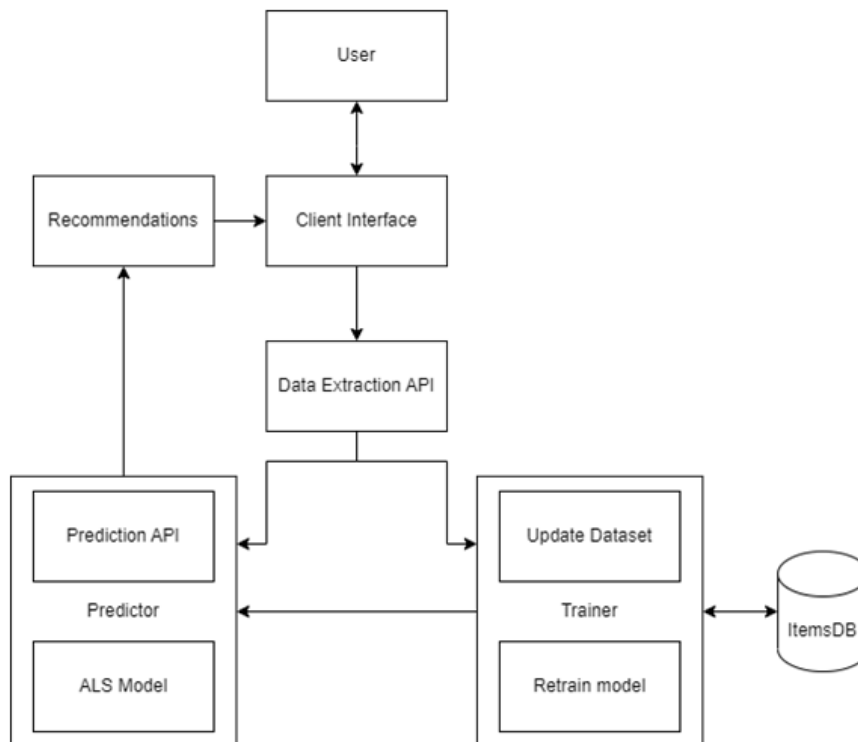 User
Recommendations
Client Interface
Data Extraction API
Prediction API
Update Dataset
Predictor
Trainer
ItemsDB
ALS Model
Retrain model